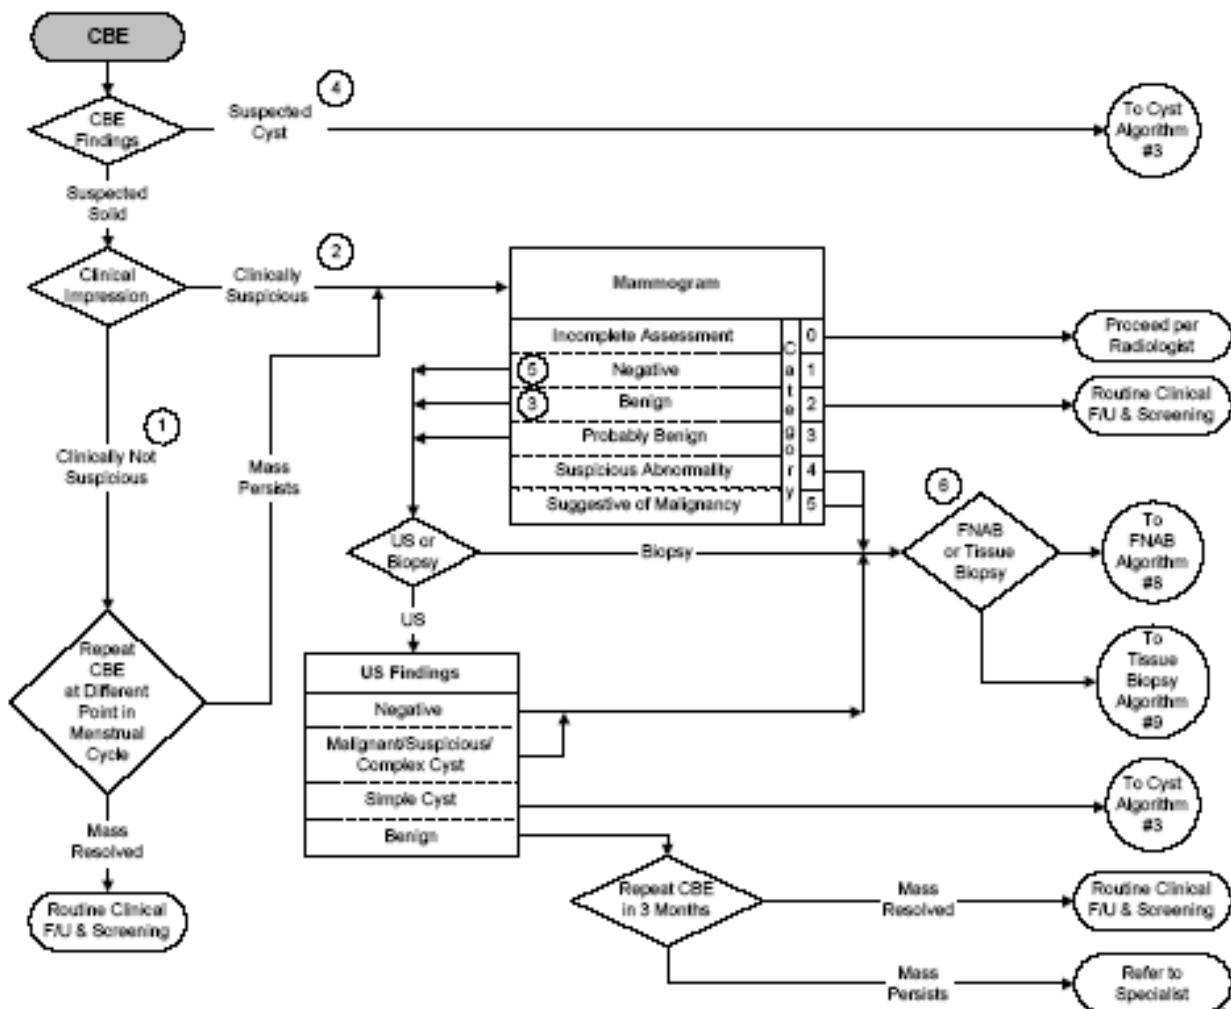 CBE
4
CBE
Findings
Suspected
Cyst
To Cyst
Algorithm
#3
Suspected
Solid
2
Clinical
Impression
Clinically
Suspicious
Mammogram
Incomplete Assessment
Negative
Benign
Probably Benign
Suspicious Abnormality
Suggestive of Malignancy
Category
0
1
2
3
4
5
5
3
Proceed per
Radiologist
Routine Clinical
F/U & Screening
1
Clinically Not
Suspicious
Mass
Persists
US or
Biopsy
Biopsy
6
FNAB
or Tissue
Biopsy
To
FNAB
Algorithm
#8
US
To
Tissue
Biopsy
Algorithm
#9
Repeat
CBE
at Different
Point in
Menstrual
Cycle
US Findings
Negative
Malignant/Suspicious/
Complex Cyst
Simple Cyst
Benign
To Cyst
Algorithm
#3
Mass
Resolved
Routine Clinical
F/U & Screening
Repeat CBE
in 3 Months
Mass
Resolved
Routine Clinical
F/U & Screening
Mass
Persists
Refer to
Specialist